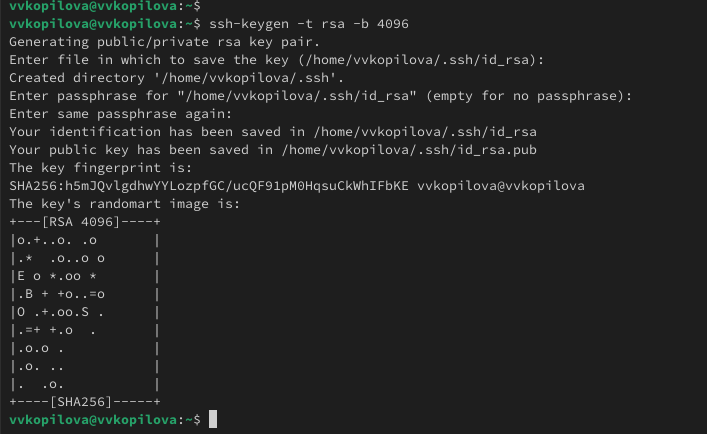 vvkopilova@vvkopilova:~$
vvkopilova@vvkopilova:~$ ssh-keygen -t rsa -b 4096
Generating public/private rsa key pair.
Enter file in which to save the key (/home/vvkopilova/.ssh/id_rsa):
Created directory '/home/vvkopilova/.ssh'.
Enter passphrase for "/home/vvkopilova/.ssh/id_rsa" (empty for no passphrase):
Enter same passphrase again:
Your identification has been saved in /home/vvkopilova/.ssh/id_rsa
Your public key has been saved in /home/vvkopilova/.ssh/id_rsa.pub
The key fingerprint is:
SHA256:h5mJQvlgdhwYYLozpfGC/ucQF91pM0HqsuCkWhIFbKE vvkopilova@vvkopilova
The key's randomart image is:
+---[RSA 4096]----+
|o.+..o. .o       |
|.*  .o..o o      |
|E o *.oo *       |
|.B + +o..=o      |
|O .+.oo.S .      |
|.=+ +.o  .       |
|.o.o .           |
|.o. ..           |
|.  .o.           |
+----[SHA256]-----+
vvkopilova@vvkopilova:~$